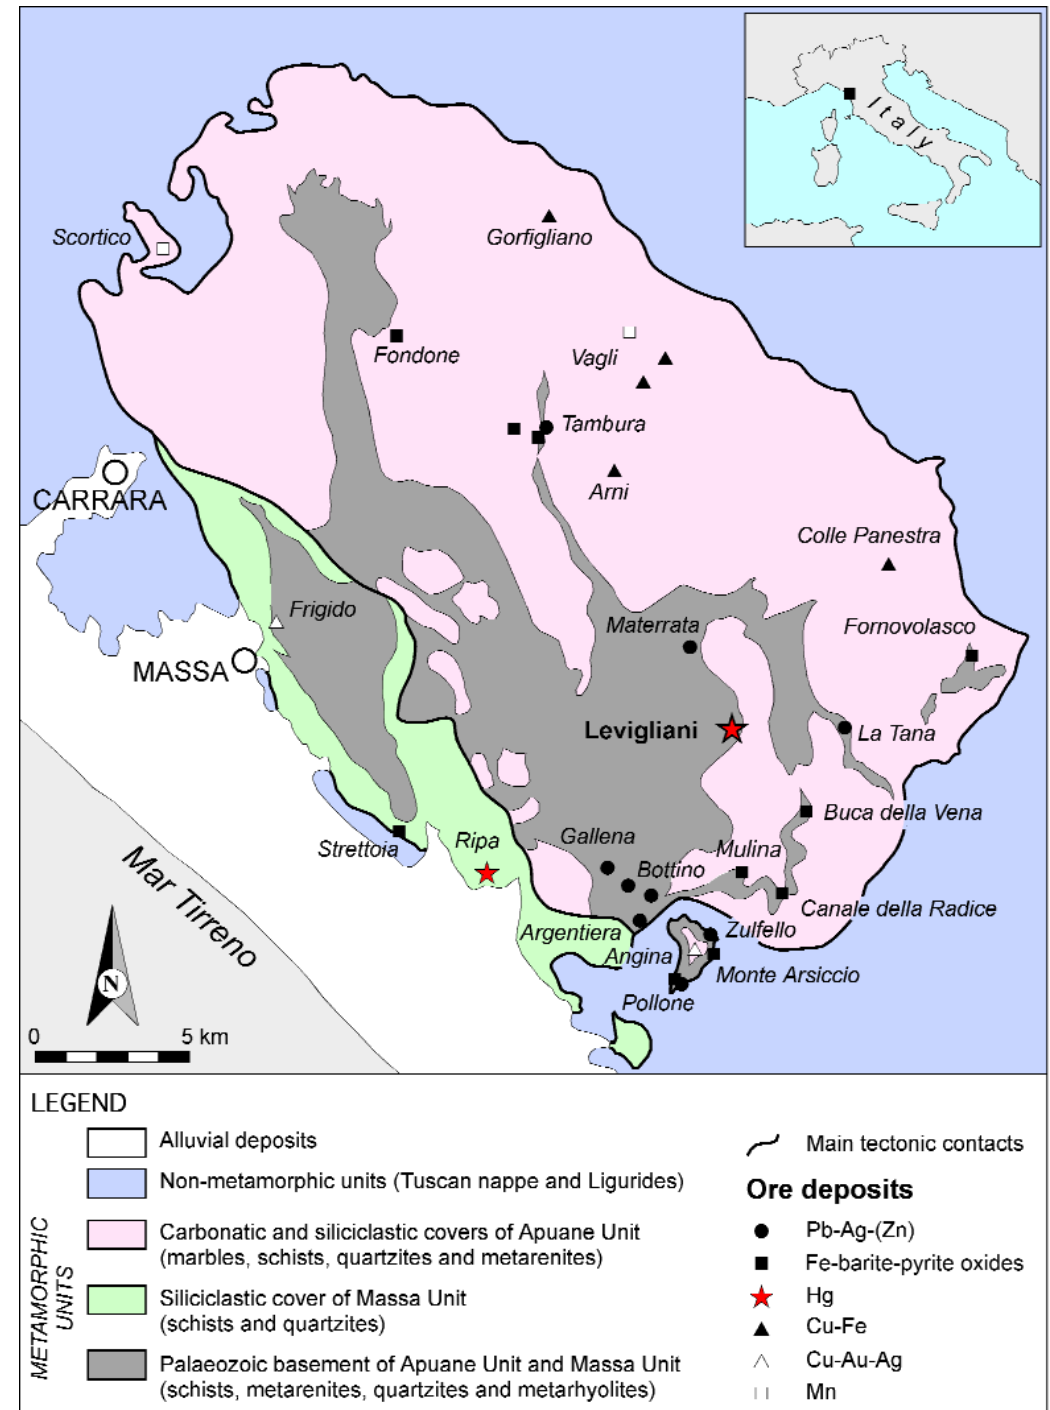 Italy
Scortico
Gorfigliano
Fondone
Vagli
Tambura
Arni
CARRARA
Colle Panestra
Frigido
Materrata
Fornovolasco
MASSA
Levigliani
La Tana
Buca della Vena
Strettoia
Ripa
Gallena
Mulina
Bottino
Canale della Radice
Mar Tirreno
Argentiera
Zulfello
Angina
Monte Arsiccio
Pollone
N
0 5 km
LEGEND
Alluvial deposits
Non-metamorphic units (Tuscan nappe and Ligurides)
METAMORPHIC
UNITS
Carbonatic and siliciclastic covers of Apuane Unit
(marbles, schists, quartzites and metarenites)
Siliciclastic cover of Massa Unit
(schists and quartzites)
Palaeozoic basement of Apuane Unit and Massa Unit
(schists, metarenites, quartzites and metarhyolites)
Main tectonic contacts
Ore deposits
Pb-Ag-(Zn)
Fe-barite-pyrite oxides
Hg
Cu-Fe
Cu-Au-Ag
Mn